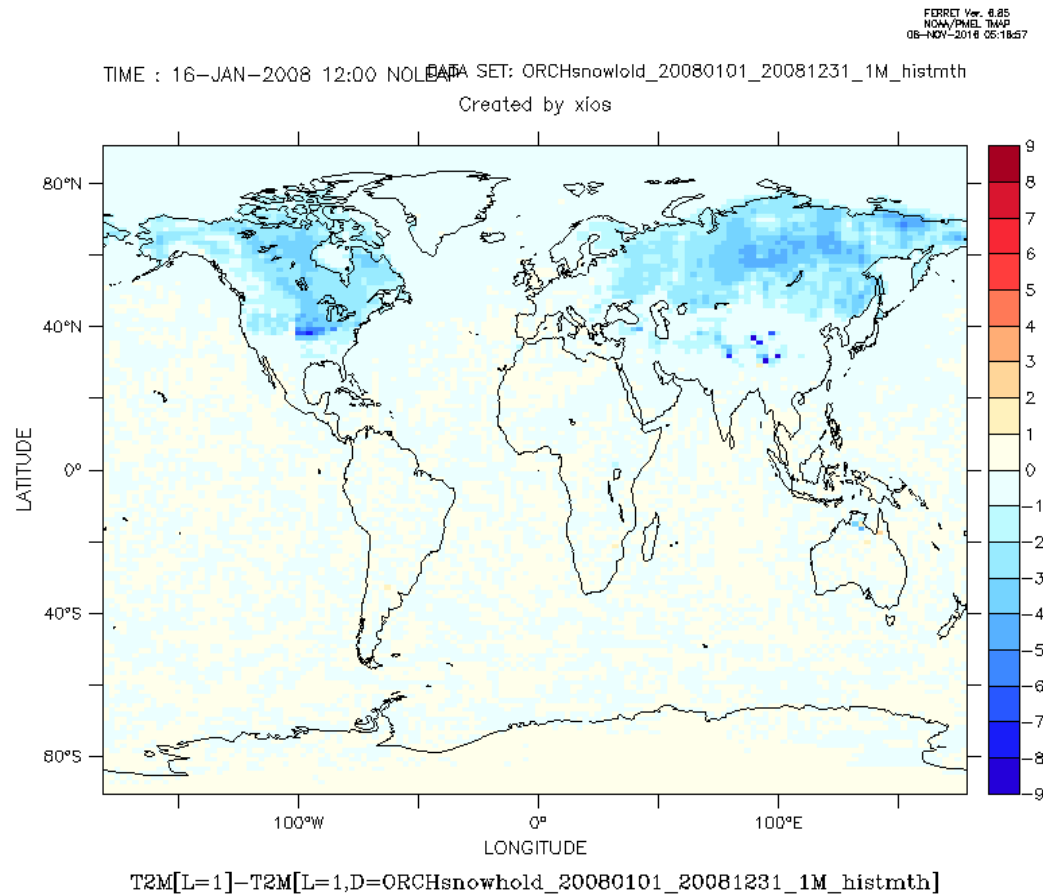 FERRET Ver. 6.85
NOAA/PMEL TMAP
08-NOV-2016 05:18:57
TIME : 16-JAN-2008 12:00 NOLEAP
DATA SET: ORCHsnowlold_20080101_20081231_1M_histmth
Created by xios
80°N
40°N
0°
40°S
80°S
LATITUDE
100°W 0° 100°E
LONGITUDE
9
8
7
6
5
4
3
2
1
0
-1
-2
-3
-4
-5
-6
-7
-8
-9
T2M[L=1]-T2M[L=1,D=ORCHsnowhold_20080101_20081231_1M_histmth]